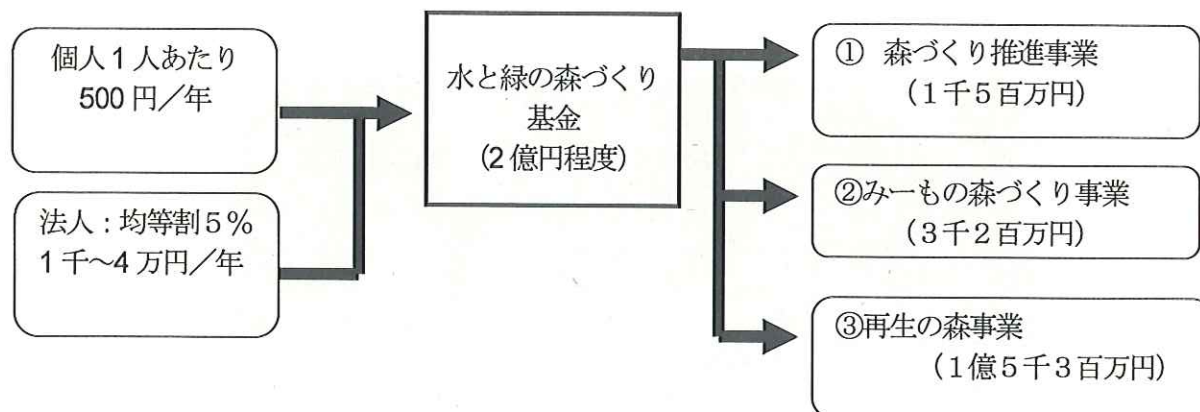 個人1人あたり
500円／年
法人：均等割５％
1千～4万円／年
水と緑の森づくり
基金
(2億円程度)
①　森づくり推進事業
（１千５百万円）
②みーもの森づくり事業
（３千２百万円）
③再生の森事業
（１億５千３百万円）